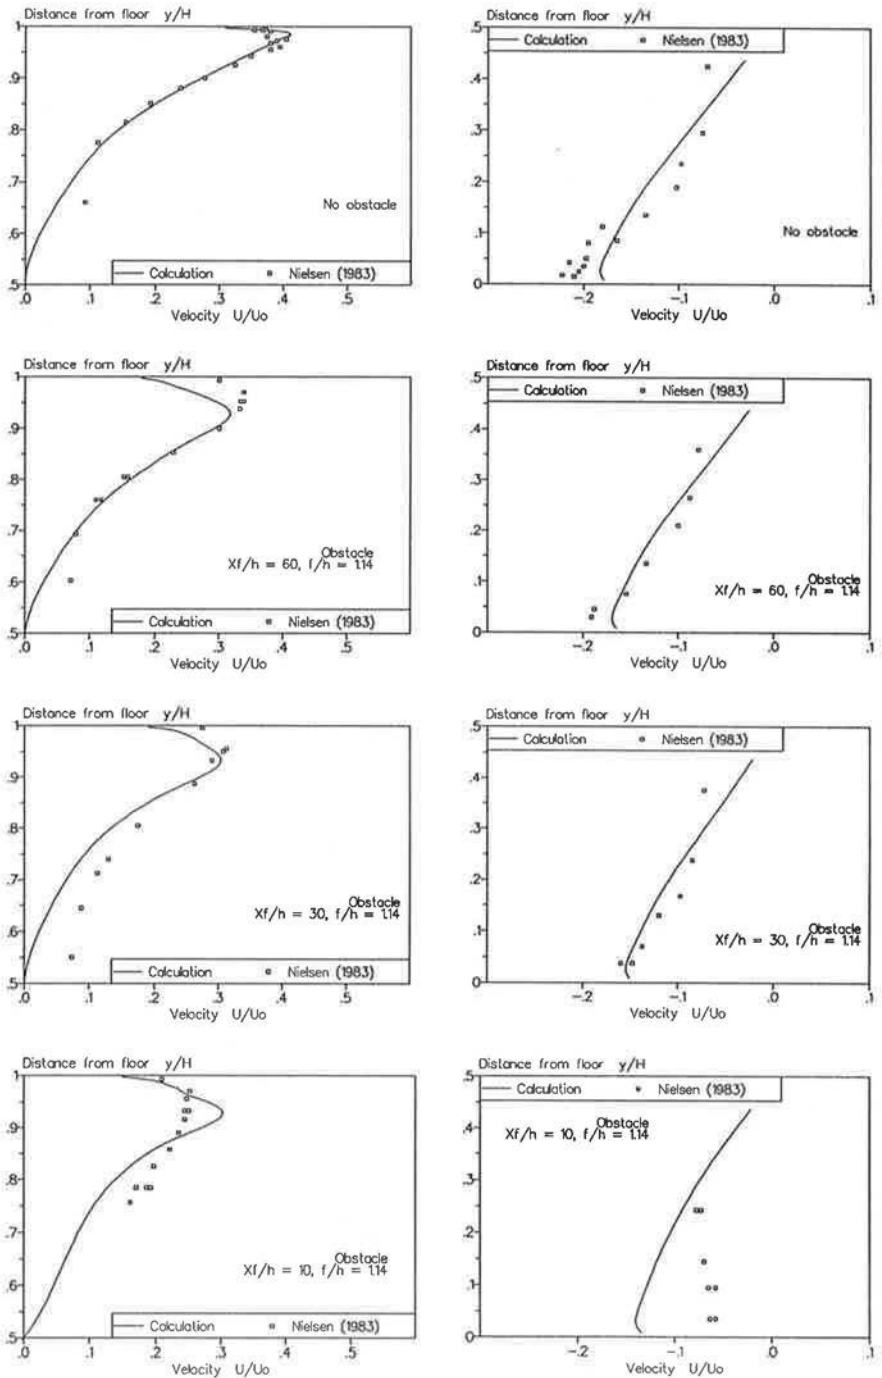 Distance from floor y/H
1
.9
.8
.7
.6
.5
No obstacle
Calculation Nielsen (1983)
.0 .1 .2 .3 .4 .5
Velocity U/Uo
Distance from floor y/H
.5
.4
.3
.2
.1
0
Calculation Nielsen (1983)
No obstacle
-.2 -.1 .0 .1
Velocity U/Uo
Distance from floor y/H
1
.9
.8
.7
.6
.5
Obstacle
Xf/h = 60, f/h = 1.14
Calculation Nielsen (1983)
.0 .1 .2 .3 .4 .5
Velocity U/Uo
Distance from floor y/H
.5
.4
.3
.2
.1
0
Calculation Nielsen (1983)
Obstacle
Xf/h = 60, f/h = 1.14
-.2 -.1 .0 .1
Velocity U/Uo
Distance from floor y/H
1
.9
.8
.7
.6
.5
Obstacle
Xf/h = 30, f/h = 1.14
Calculation Nielsen (1983)
.0 .1 .2 .3 .4 .5
Velocity U/Uo
Distance from floor y/H
.5
.4
.3
.2
.1
0
Calculation Nielsen (1983)
Obstacle
Xf/h = 30, f/h = 1.14
-.2 -.1 .0 .1
Velocity U/Uo
Distance from floor y/H
1
.9
.8
.7
.6
.5
Obstacle
Xf/h = 10, f/h = 1.14
Calculation Nielsen (1983)
.0 .1 .2 .3 .4 .5
Velocity U/Uo
Distance from floor y/H
.5
.4
.3
.2
.1
0
Calculation Nielsen (1983)
Obstacle
Xf/h = 10, f/h = 1.14
-.2 -.1 .0 .1
Velocity U/Uo